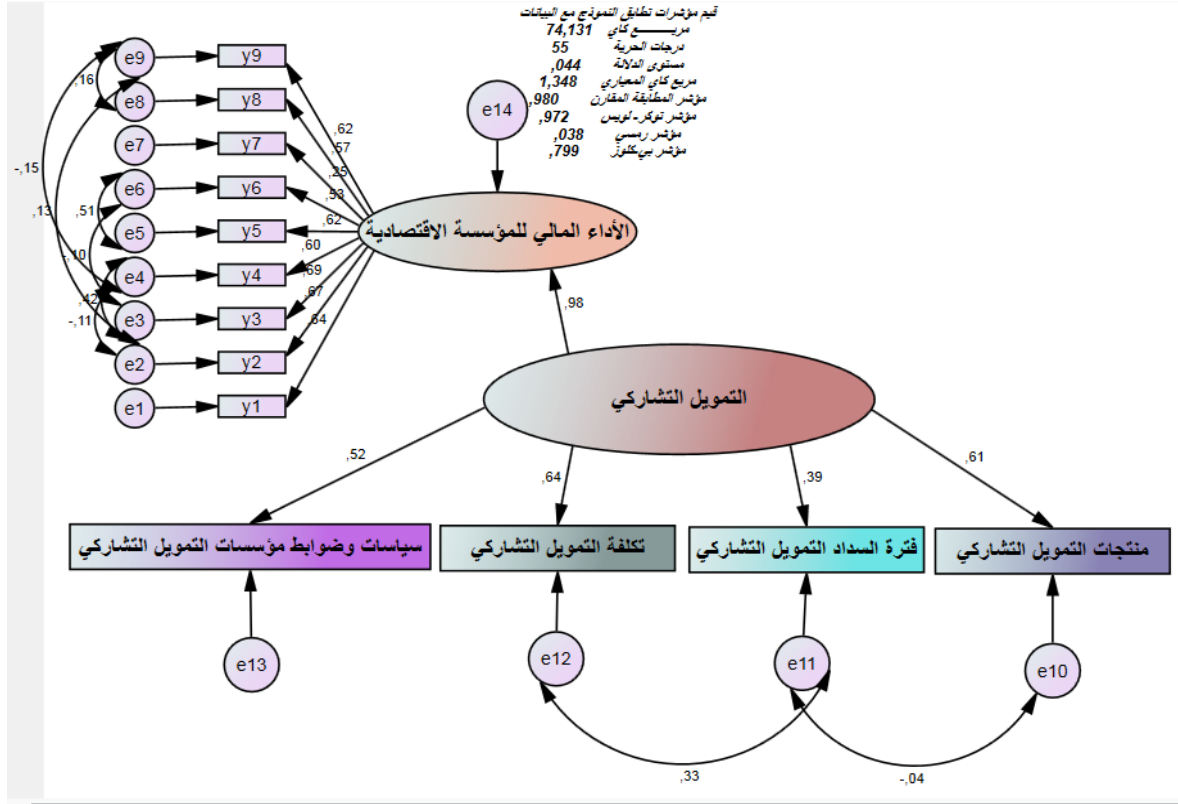 قيم مؤشرات تطابق النموذج مع البيانات
مربـــــــــع كاي 74,131
درجات الحرية 55
مستوى الدلالة ,044
مربع كاي المعياري 1,348
مؤشر المطابقة المقارن ,980
مؤشر توكر- لويس ,972
مؤشر رمسي ,038
مؤشر بي-كلوز ,799
e14
e9 y9
,16
e8 y8
e7 y7
e6 y6
e5 y5
e4 y4
e3 y3
e2 y2
e1 y1
-,15
,13
,51
-,10
,42
-,11
,62
,57
,25
,53
,62
,60
,69
,67
,64
الأداء المالي للمؤسسة الاقتصادية
,98
التمويل التشاركي
,52
,64
,39
,61
سياسات وضوابط مؤسسات التمويل التشاركي
تكلفة التمويل التشاركي
فترة السداد التمويل التشاركي
منتجات التمويل التشاركي
e13
e12
e11
e10
,33
-,04